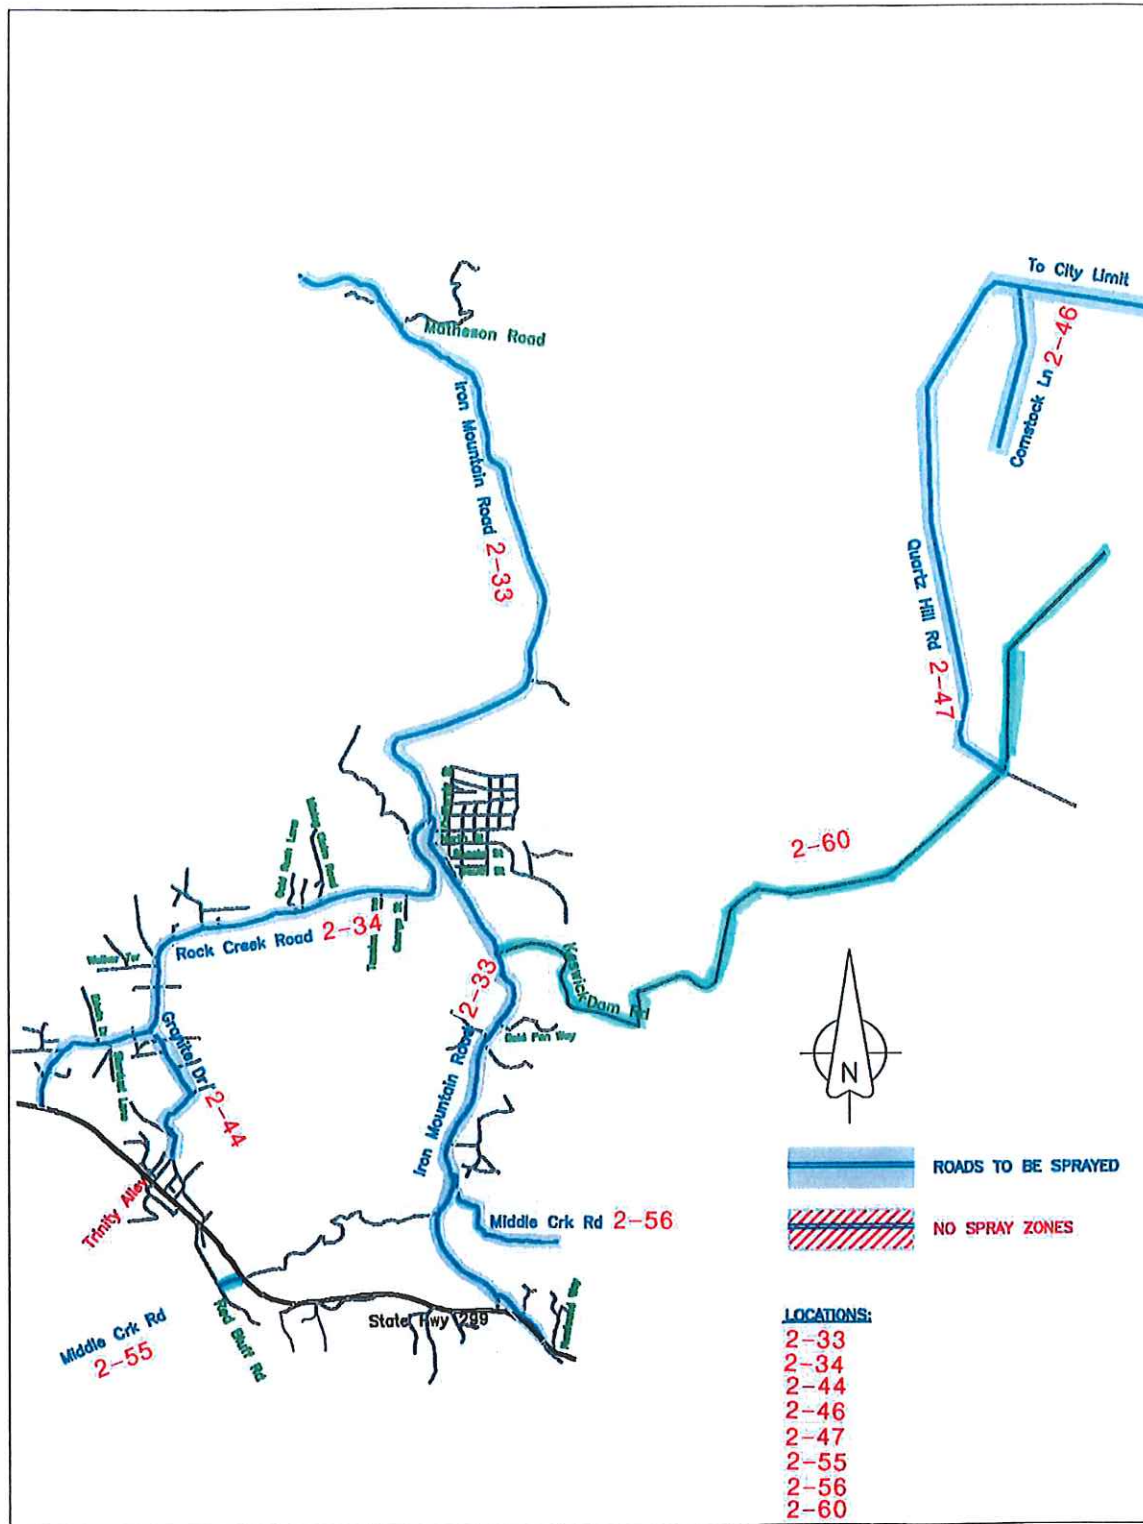 To City Limit
2-46
Comstock Ln
Matheson Road
Iron Mountain Road 2-33
Quartz Hill Rd 2-47
2-60
Rock Creek Road 2-34
Keswick Dam Rd
2-33
Iron Mountain Road
Gold Pan Way
Granite Dr
2-44
Trinity Alley
Middle Crk Rd 2-56
State Hwy 299
Red Bluff Rd
Middle Crk Rd
2-55
N
ROADS TO BE SPRAYED
NO SPRAY ZONES
LOCATIONS:
2-33
2-34
2-44
2-46
2-47
2-55
2-56
2-60